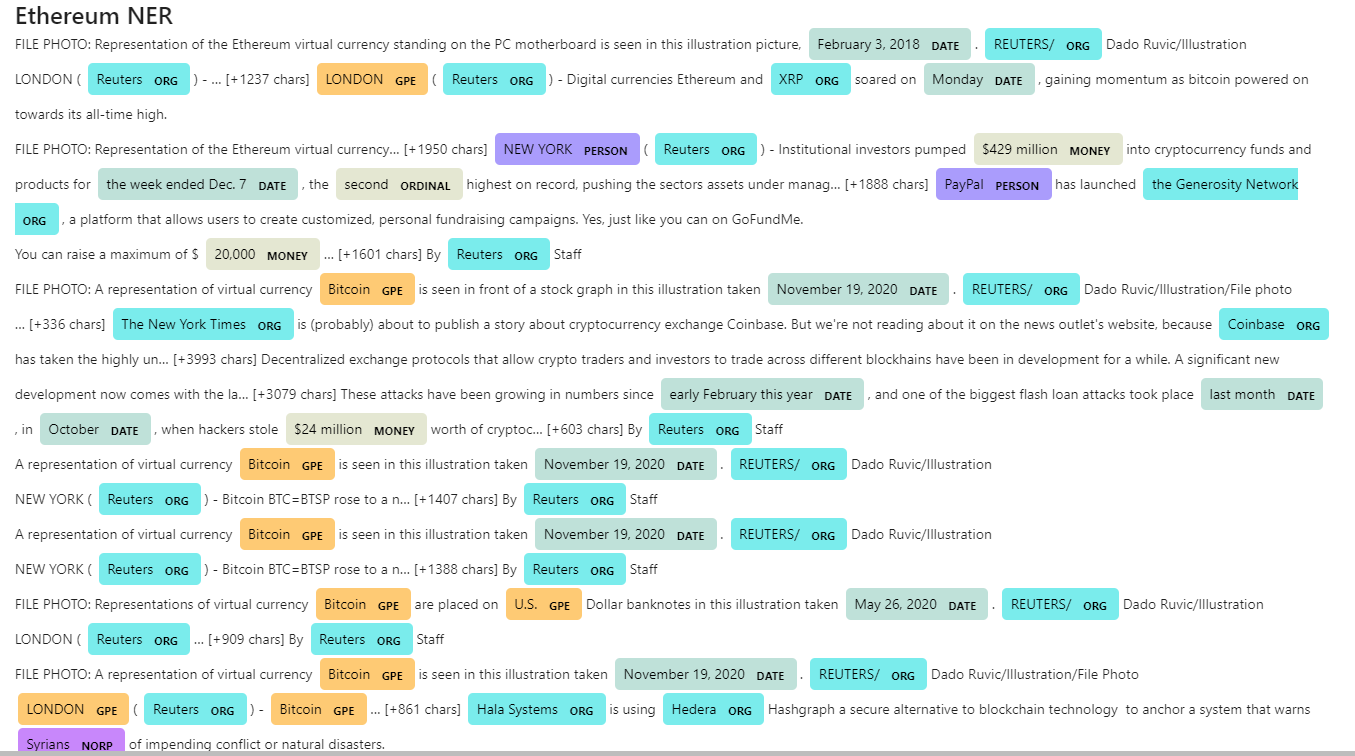 Ethereum NER
FILE PHOTO: Representation of the Ethereum virtual currency standing on the PC motherboard is seen in this illustration picture, February 3, 2018 DATE . REUTERS/ ORG Dado Ruvic/Illustration
LONDON ( Reuters ORG ) - ... [+1237 chars] LONDON GPE ( Reuters ORG ) - Digital currencies Ethereum and XRP ORG soared on Monday DATE , gaining momentum as bitcoin powered on
towards its all-time high.
FILE PHOTO: Representation of the Ethereum virtual currency... [+1950 chars] NEW YORK PERSON ( Reuters ORG ) - Institutional investors pumped $429 million MONEY into cryptocurrency funds and
products for the week ended Dec. 7 DATE , the second ORDINAL highest on record, pushing the sectors assets under manag... [+1888 chars] PayPal PERSON has launched the Generosity Network
ORG , a platform that allows users to create customized, personal fundraising campaigns. Yes, just like you can on GoFundMe.
You can raise a maximum of $ 20,000 MONEY ... [+1601 chars] By Reuters ORG Staff
FILE PHOTO: A representation of virtual currency Bitcoin GPE is seen in front of a stock graph in this illustration taken November 19, 2020 DATE . REUTERS/ ORG Dado Ruvic/Illustration/File photo
... [+336 chars] The New York Times ORG is (probably) about to publish a story about cryptocurrency exchange Coinbase. But we're not reading about it on the news outlet's website, because Coinbase ORG
has taken the highly un... [+3993 chars] Decentralized exchange protocols that allow crypto traders and investors to trade across different blockhains have been in development for a while. A significant new
development now comes with the la... [+3079 chars] These attacks have been growing in numbers since early February this year DATE , and one of the biggest flash loan attacks took place last month DATE
, in October DATE , when hackers stole $24 million MONEY worth of cryptoc... [+603 chars] By Reuters ORG Staff
A representation of virtual currency Bitcoin GPE is seen in this illustration taken November 19, 2020 DATE . REUTERS/ ORG Dado Ruvic/Illustration
NEW YORK ( Reuters ORG ) - Bitcoin BTC=BTSP rose to a n... [+1407 chars] By Reuters ORG Staff
A representation of virtual currency Bitcoin GPE is seen in this illustration taken November 19, 2020 DATE . REUTERS/ ORG Dado Ruvic/Illustration
NEW YORK ( Reuters ORG ) - Bitcoin BTC=BTSP rose to a n... [+1388 chars] By Reuters ORG Staff
FILE PHOTO: Representations of virtual currency Bitcoin GPE are placed on U.S. GPE Dollar banknotes in this illustration taken May 26, 2020 DATE . REUTERS/ ORG Dado Ruvic/Illustration
LONDON ( Reuters ORG ... [+909 chars] By Reuters ORG Staff
FILE PHOTO: A representation of virtual currency Bitcoin GPE is seen in this illustration taken November 19, 2020 DATE . REUTERS/ ORG Dado Ruvic/Illustration/File Photo
LONDON GPE ( Reuters ORG ) - Bitcoin GPE ... [+861 chars] Hala Systems ORG is using Hedera ORG Hashgraph a secure alternative to blockchain technology to anchor a system that warns
Syrians NORP of impending conflict or natural disasters.